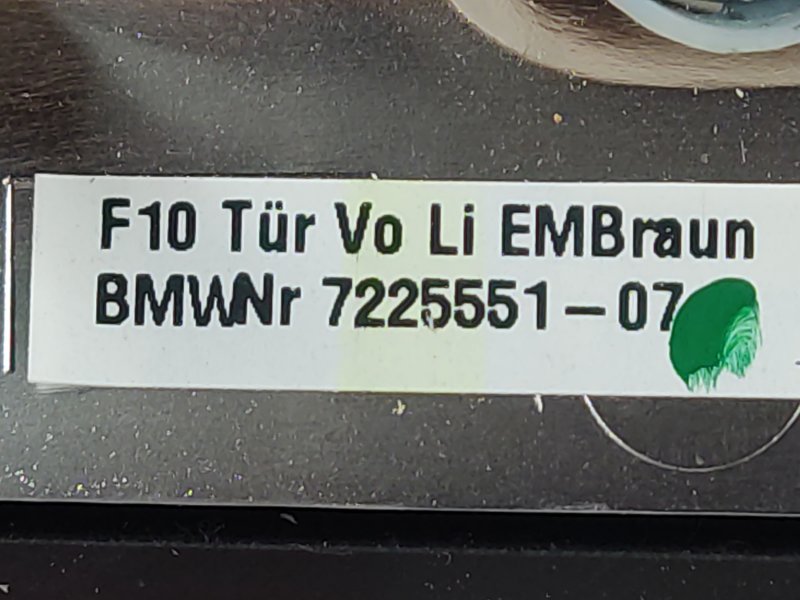 F10 Tür Vo Li EMBraun
BMWNr 7225551-07